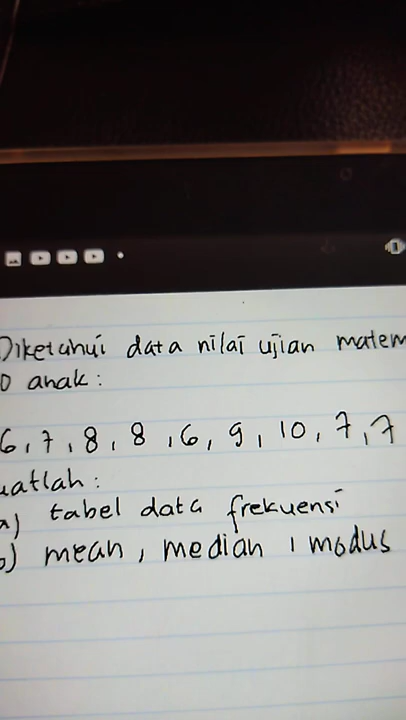 Diketahui data nilai ujian matem
0 anak:
6, 7, 8, 8, 6, 9, 10, 7, 7
uatlah:
a) tabel data frekuensi
b) mean, median, modus